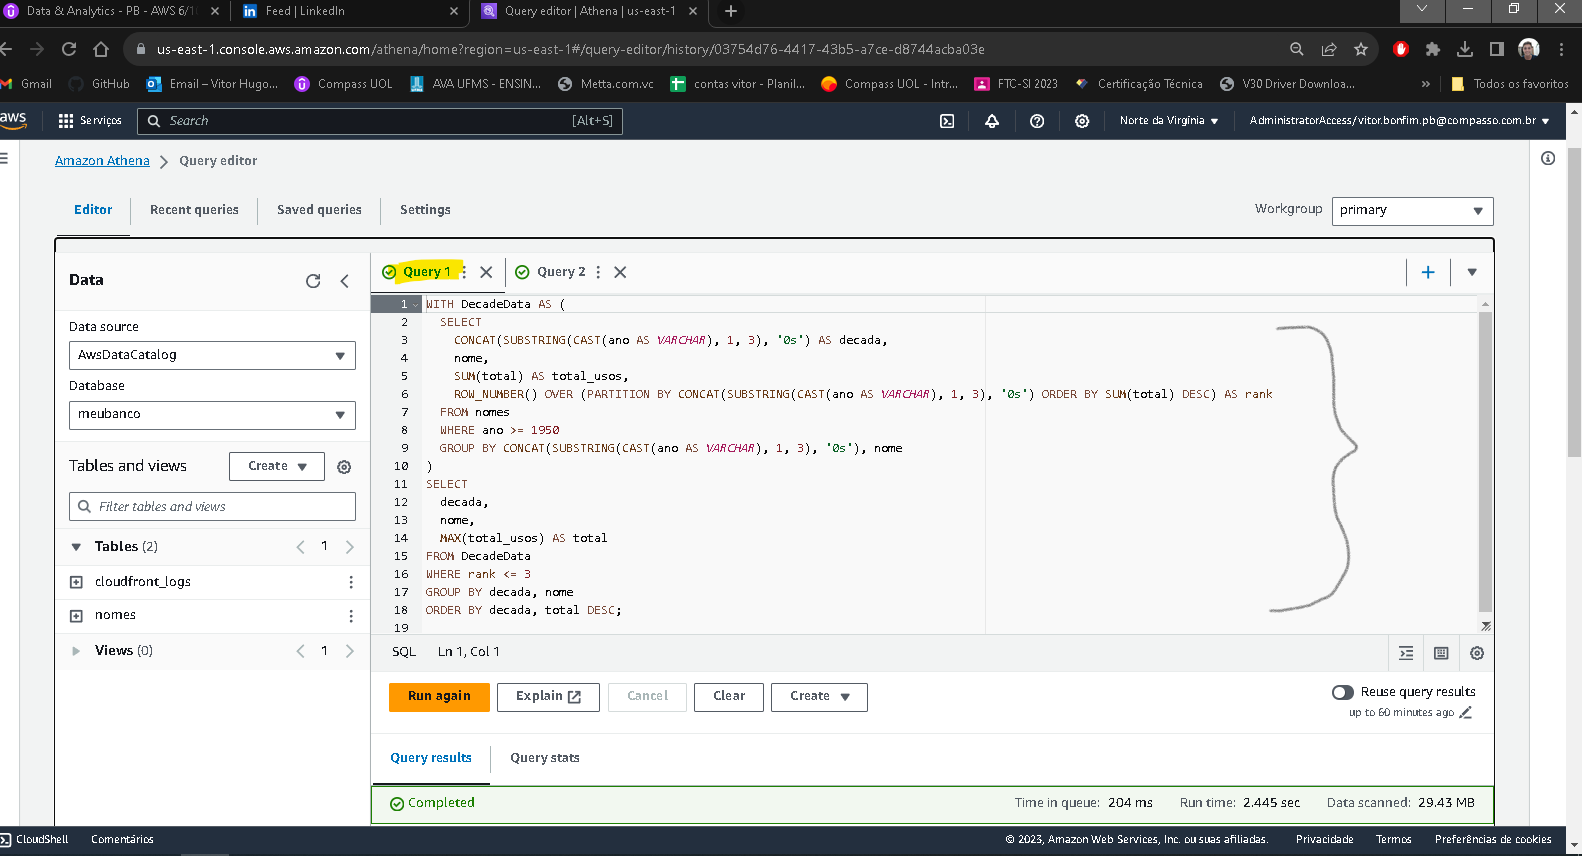 Data & Analytics - PB - AWS 6/1
Feed | LinkedIn
Query editor | Athena | us-east-1
us-east-1.console.aws.amazon.com/athena/home?region=us-east-1#/query-editor/history/03754d76-4417-43b5-a7ce-d8744acba03e
Gmail
GitHub
Email – Vitor Hugo...
Compass UOL
AVA UFMS - ENSIN...
Metta.com.vc
contas vitor - Planil...
Compass UOL - Intr...
FTC-SI 2023
Certificação Técnica
V30 Driver Downloa...
»
Todos os favoritos
aws
Serviços
Search
[Alt+S]
Norte da Virgínia
AdministratorAccess/vitor.bonfim.pb@compasso.com.br
Amazon Athena
Query editor
Editor
Recent queries
Saved queries
Settings
Workgroup
primary
Data
Data source
AwsDataCatalog
Database
meubanco
Tables and views
Create
Filter tables and views
Tables (2)
1
cloudfront_logs
nomes
Views (0)
1
Query 1
Query 2
1 WITH DecadeData AS (
2 SELECT
3 CONCAT(SUBSTRING(CAST(ano AS VARCHAR), 1, 3), '0s') AS decada,
4 nome,
5 SUM(total) AS total_usos,
6 ROW_NUMBER() OVER (PARTITION BY CONCAT(SUBSTRING(CAST(ano AS VARCHAR), 1, 3), '0s') ORDER BY SUM(total) DESC) AS rank
7 FROM nomes
8 WHERE ano >= 1950
9 GROUP BY CONCAT(SUBSTRING(CAST(ano AS VARCHAR), 1, 3), '0s'), nome
10 )
11 SELECT
12 decada,
13 nome,
14 MAX(total_usos) AS total
15 FROM DecadeData
16 WHERE rank <= 3
17 GROUP BY decada, nome
18 ORDER BY decada, total DESC;
19
SQL
Ln 1, Col 1
Run again
Explain
Cancel
Clear
Create
Reuse query results
up to 60 minutes ago
Query results
Query stats
Completed
Time in queue: 204 ms
Run time: 2.445 sec
Data scanned: 29.43 MB
CloudShell
Comentários
© 2023, Amazon Web Services, Inc. ou suas afiliadas.
Privacidade
Termos
Preferências de cookies